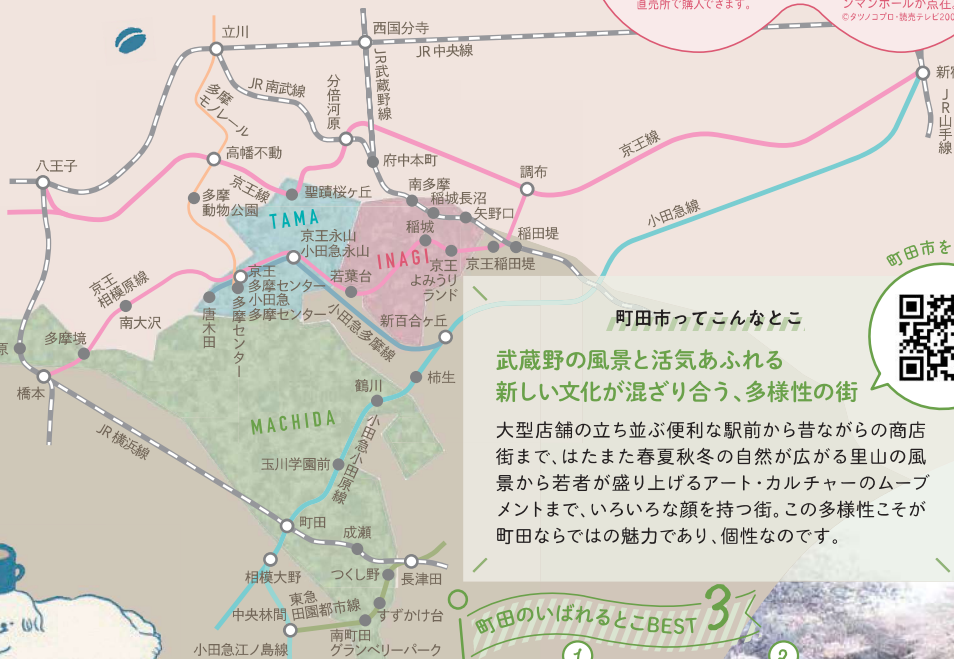 直売所で購入できます。
ンマンホールが点在。
©タツノコプロ・読売テレビ200
立川
西国分寺
JR中央線
JR南武線
分倍河原
JR武蔵野線
多摩
モノレール
新宿
JR山手線
高幡不動
府中本町
京王線
八王子
調布
京王線
聖蹟桜ヶ丘
南多摩
稲城長沼
矢野口
多摩
動物公園
TAMA
小田急線
稲城
稲田堤
京王永山
小田急永山
INAGI
京王
よみうり
ランド
京王稲田堤
町田市を
京王
相模原線
京王
多摩センター
小田急
多摩センター
若葉台
唐木田
多摩センター
南大沢
小田急多摩線
新百合ヶ丘
多摩境
原
橋本
鶴川
柿生
町田市ってこんなとこ
武蔵野の風景と活気あふれる
新しい文化が混ざり合う、多様性の街
大型店舗の立ち並ぶ便利な駅前から昔ながらの商店
街まで、はたまた春夏秋冬の自然が広がる里山の風
景から若者が盛り上げるアート・カルチャーのムーブ
メントまで、いろいろな顔を持つ街。この多様性こそが
町田ならではの魅力であり、個性なのです。
MACHIDA
JR横浜線
小田急小田原線
玉川学園前
町田
成瀬
相模大野
つくし野
長津田
中央林間
東急
田園都市線
すずかけ台
小田急江ノ島線
南町田
グランベリーパーク
町田のいばれるとこBEST 3
1
2